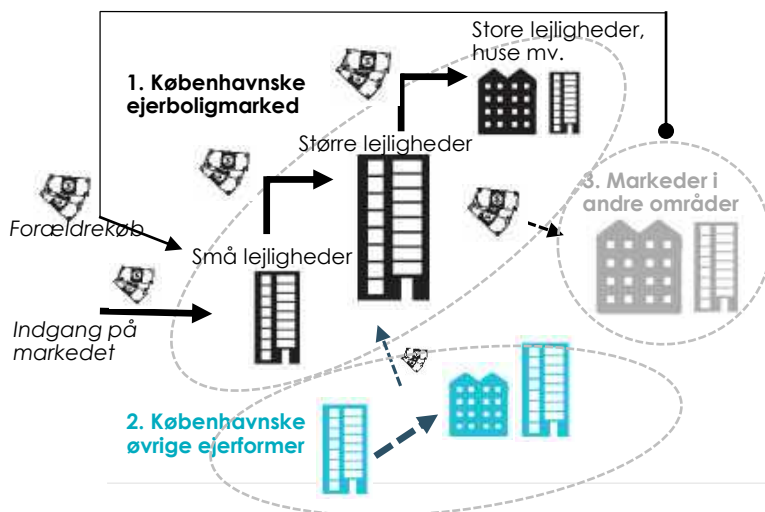 Store lejligheder,
huse mv.
1. Københavnske
ejerboligmarked
Større lejligheder
3. Markeder i
andre områder
Forældrekøb
Små lejligheder
Indgang på
markedet
2. Københavnske
øvrige ejerformer